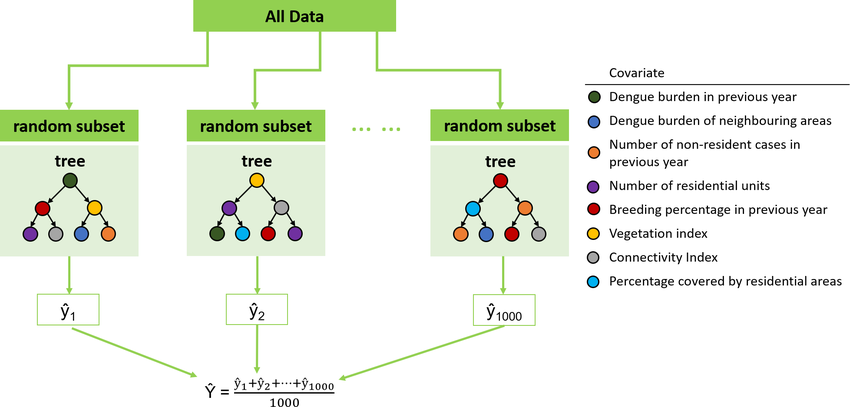 All Data
random subset
random subset
... ...
random subset
tree
tree
tree
ŷ1
ŷ2
ŷ1000
Ŷ = (ŷ1+ŷ2+⋯+ŷ1000)/1000
Covariate
Dengue burden in previous year
Dengue burden of neighbouring areas
Number of non-resident cases in
previous year
Number of residential units
Breeding percentage in previous year
Vegetation index
Connectivity Index
Percentage covered by residential areas